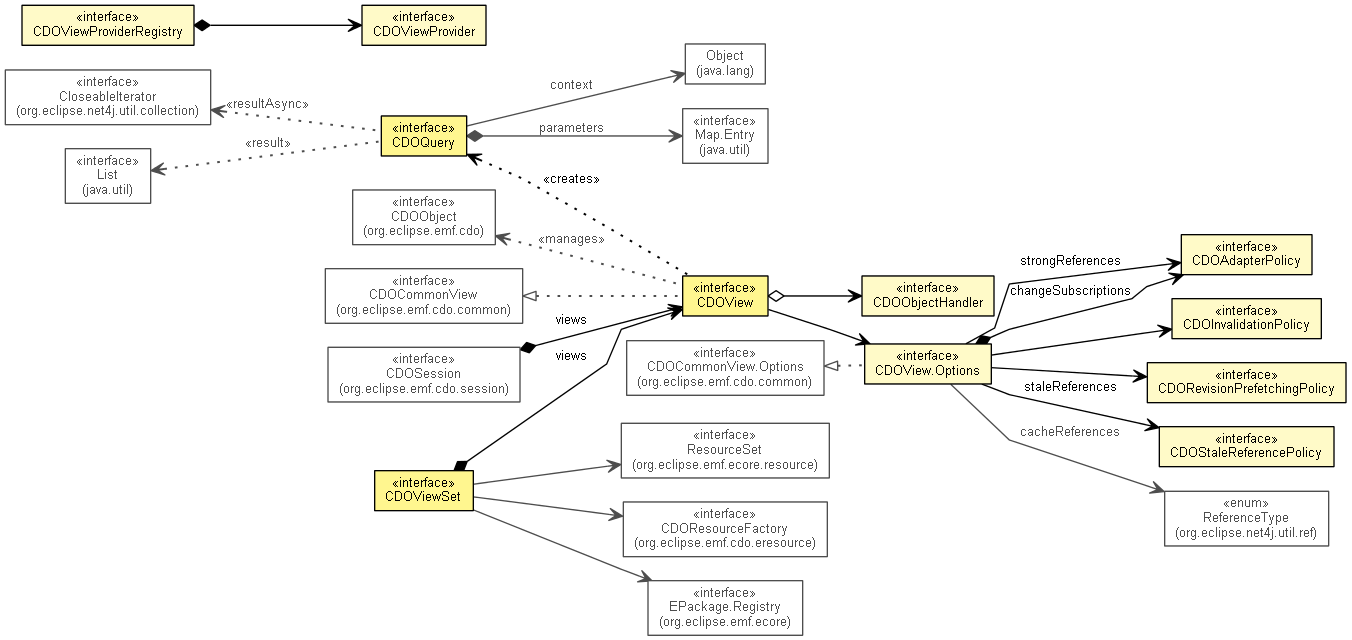 «interface»
CDOViewProviderRegistry
«interface»
CDOViewProvider
«interface»
CloseableIterator
(org.eclipse.net4j.util.collection)
«resultAsync»
«interface»
CDOQuery
context
Object
(java.lang)
parameters
«interface»
Map.Entry
(java.util)
«result»
«interface»
List
(java.util)
«creates»
«interface»
CDOObject
(org.eclipse.emf.cdo)
«manages»
«interface»
CDOCommonView
(org.eclipse.emf.cdo.common)
«interface»
CDOView
«interface»
CDOObjectHandler
strongReferences
changeSubscriptions
«interface»
CDOAdapterPolicy
«interface»
CDOInvalidationPolicy
views
views
«interface»
CDOSession
(org.eclipse.emf.cdo.session)
«interface»
CDOCommonView.Options
(org.eclipse.emf.cdo.common)
«interface»
CDOView.Options
«interface»
CDORevisionPrefetchingPolicy
staleReferences
cacheReferences
«interface»
CDOStaleReferencePolicy
«interface»
ResourceSet
(org.eclipse.emf.ecore.resource)
«interface»
CDOViewSet
«interface»
CDOResourceFactory
(org.eclipse.emf.cdo.eresource)
«enum»
ReferenceType
(org.eclipse.net4j.util.ref)
«interface»
EPackage.Registry
(org.eclipse.emf.ecore)